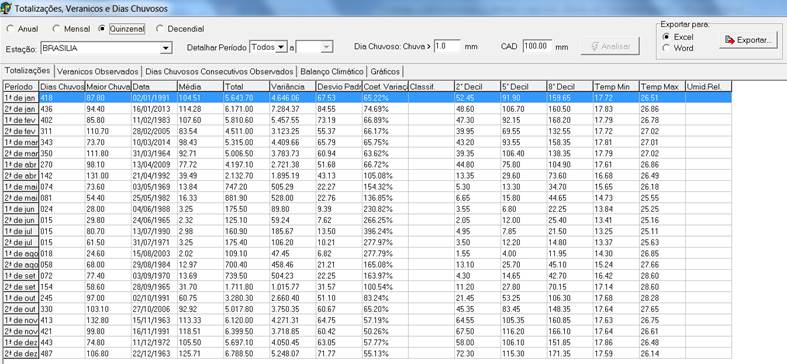 Totalizações, Veranicos e Dias Chuvosos
Anual Mensal Quinzenal Decendial
Estação: BRASILIA Detalhar Período Todos a Dia Chuvoso: Chuva > 1.0 mm CAD 100.00 mm Analisar
Exportar para:
Excel
Word
Exportar...
Totalizações Veranicos Observados Dias Chuvosos Consecutivos Observados Balanço Climático Gráficos
Período Dias Chuvos Maior Chuva Data Média Total Variância Desvio Padrã Coef. Variaç Classif. 2° Decil 5° Decil 8° Decil Temp Min Temp Max Umid.Rel.
1ª de jan 418 87.80 02/01/1991 104.51 5.643.70 4.646.06 67.53 65.22% 52.45 91.90 159.65 17.72 26.51
2ª de jan 436 94.40 16/01/2013 114.28 6.171.00 7.284.37 84.55 74.69% 48.60 106.70 160.50 17.83 26.86
1ª de fev 402 85.80 11/02/1983 107.60 5.810.60 5.457.55 73.19 66.89% 47.30 92.15 168.20 17.79 26.78
2ª de fev 311 110.70 28/02/2005 83.54 4.511.00 3.123.25 55.37 66.17% 39.95 69.55 132.55 17.72 27.02
1ª de mar 343 73.70 10/03/2014 98.43 5.315.00 4.409.66 65.79 65.75% 43.20 93.55 158.35 17.81 27.01
2ª de mar 350 111.80 31/03/1964 92.71 5.006.50 3.783.73 60.94 63.62% 39.35 106.40 138.35 17.79 27.02
1ª de abr 270 98.10 13/04/2009 77.72 4.197.10 2.721.38 51.68 66.72% 44.80 75.80 104.90 17.61 26.86
2ª de abr 142 131.00 21/04/1992 39.49 2.132.70 1.895.19 43.13 105.08% 13.35 29.60 73.60 16.68 26.49
1ª de mai 074 73.60 03/05/1969 13.84 747.20 505.29 22.27 154.32% 5.30 13.30 34.70 15.65 26.18
2ª de mai 081 54.40 25/05/1982 16.33 881.90 528.00 22.76 136.85% 6.65 15.80 44.65 14.73 25.55
1ª de jun 024 28.00 04/06/1988 3.25 175.50 89.80 9.39 230.82% 3.55 6.80 22.25 13.84 25.25
2ª de jun 015 29.80 24/06/1965 2.32 125.10 59.24 7.62 266.25% 2.05 12.00 25.40 13.41 25.16
1ª de jul 015 80.70 13/07/1990 2.98 160.90 185.67 13.50 396.24% 4.95 7.85 21.50 13.25 25.11
2ª de jul 015 61.50 31/07/1971 3.25 175.40 106.20 10.21 277.97% 3.50 12.20 14.80 13.37 25.63
1ª de ago 018 24.60 15/08/2003 2.02 109.10 47.45 6.82 279.79% 1.55 4.00 11.95 14.30 26.85
2ª de ago 058 68.00 29/08/1984 12.97 700.40 458.46 21.21 165.08% 13.10 25.70 45.10 15.24 27.66
1ª de set 072 77.40 03/09/1970 13.69 739.50 504.23 22.25 163.97% 4.30 14.65 42.70 16.42 28.60
2ª de set 154 58.60 28/09/1965 31.70 1.711.80 1.015.77 31.57 100.54% 11.20 27.80 70.15 17.14 28.60
1ª de out 245 97.00 02/10/1991 60.75 3.280.30 2.660.40 51.10 83.24% 21.45 53.25 106.30 17.68 28.28
2ª de out 330 103.10 27/10/2006 92.92 5.017.80 3.750.35 60.67 65.20% 45.35 83.45 148.35 17.64 27.65
1ª de nov 413 132.80 15/11/1963 113.33 6.120.00 4.271.31 64.75 57.19% 64.55 105.35 160.85 17.63 26.75
2ª de nov 421 99.80 16/11/1991 118.51 6.399.50 3.718.85 60.42 50.26% 67.50 116.20 166.10 17.64 26.61
1ª de dez 443 74.80 11/12/1972 105.50 5.697.10 4.050.45 63.05 57.77% 58.00 106.10 151.85 17.86 26.48
2ª de dez 487 106.80 22/12/1963 125.71 6.788.50 5.248.07 71.77 55.13% 72.30 115.30 171.35 17.59 26.14